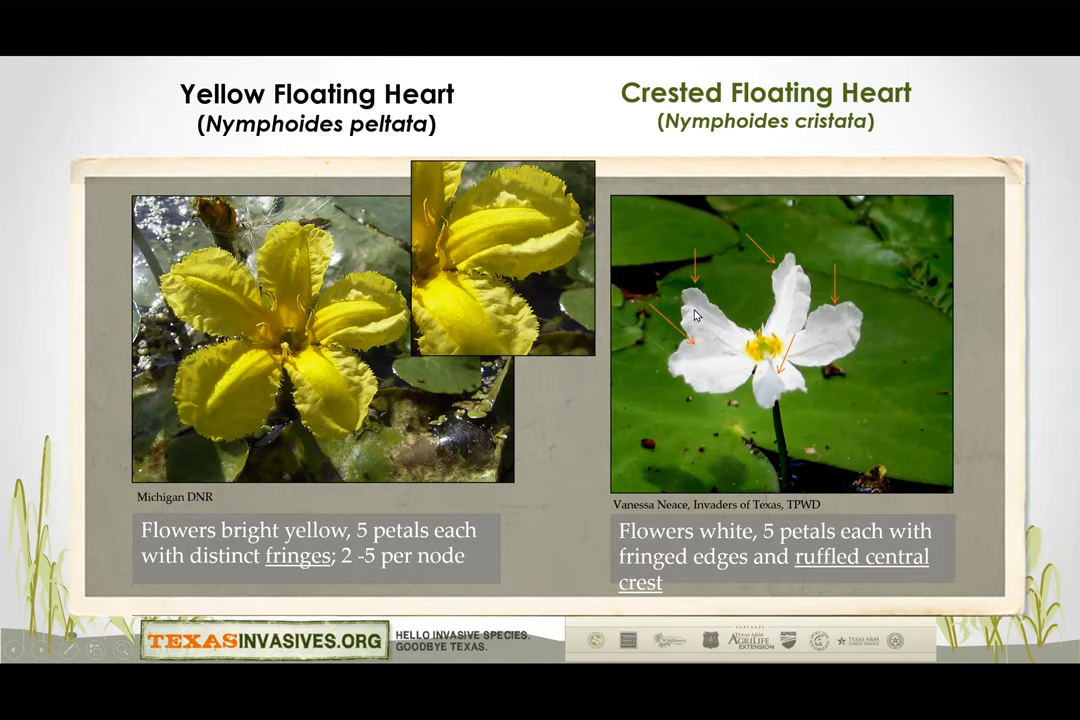 Yellow Floating Heart
(Nymphoides peltata)
Crested Floating Heart
(Nymphoides cristata)
Michigan DNR
Vanessa Neace, Invaders of Texas, TPWD
Flowers bright yellow, 5 petals each
with distinct fringes; 2 -5 per node
Flowers white, 5 petals each with
fringed edges and ruffled central
crest
TEXASINVASIVES.ORG
HELLO INVASIVE SPECIES.
GOODBYE TEXAS.
PARTNERS
TEXAS A&M
AGRILIFE
EXTENSION
APHIS
TEXAS A&M
FOREST SERVICE